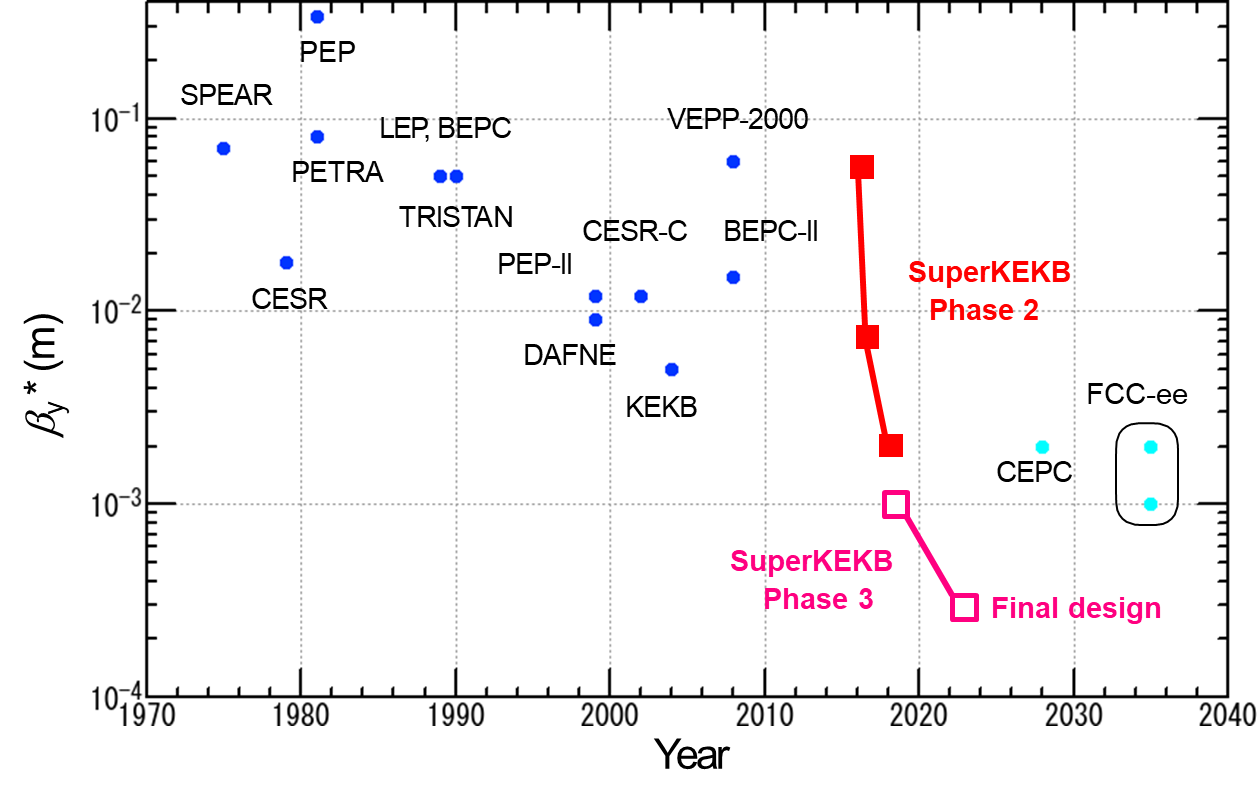 PEP
SPEAR
10⁻¹
LEP, BEPC
VEPP-2000
PETRA
TRISTAN
CESR-C
BEPC-II
PEP-II
SuperKEKB
Phase 2
CESR
10⁻²
DAFNE
KEKB
βy* (m)
FCC-ee
CEPC
10⁻³
SuperKEKB
Phase 3
Final design
10⁻⁴
1970 1980 1990 2000 2010 2020 2030 2040
Year